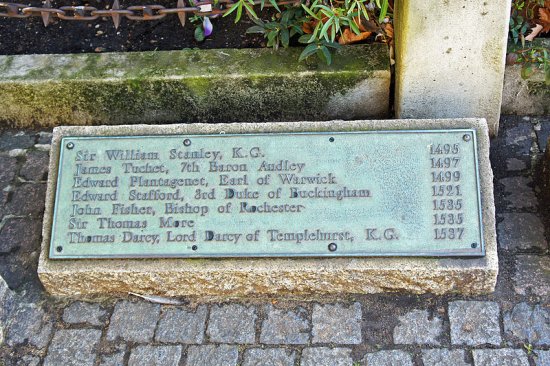 Sir William Stanley, K.G. 1495
James Tuchet, 7th Baron Audley 1497
Edward Plantagenet, Earl of Warwick 1499
Edward Stafford, 3rd Duke of Buckingham 1521
John Fisher, Bishop of Rochester 1535
Sir Thomas More 1535
Thomas Darcy, Lord Darcy of Templehurst, K.G. 1537